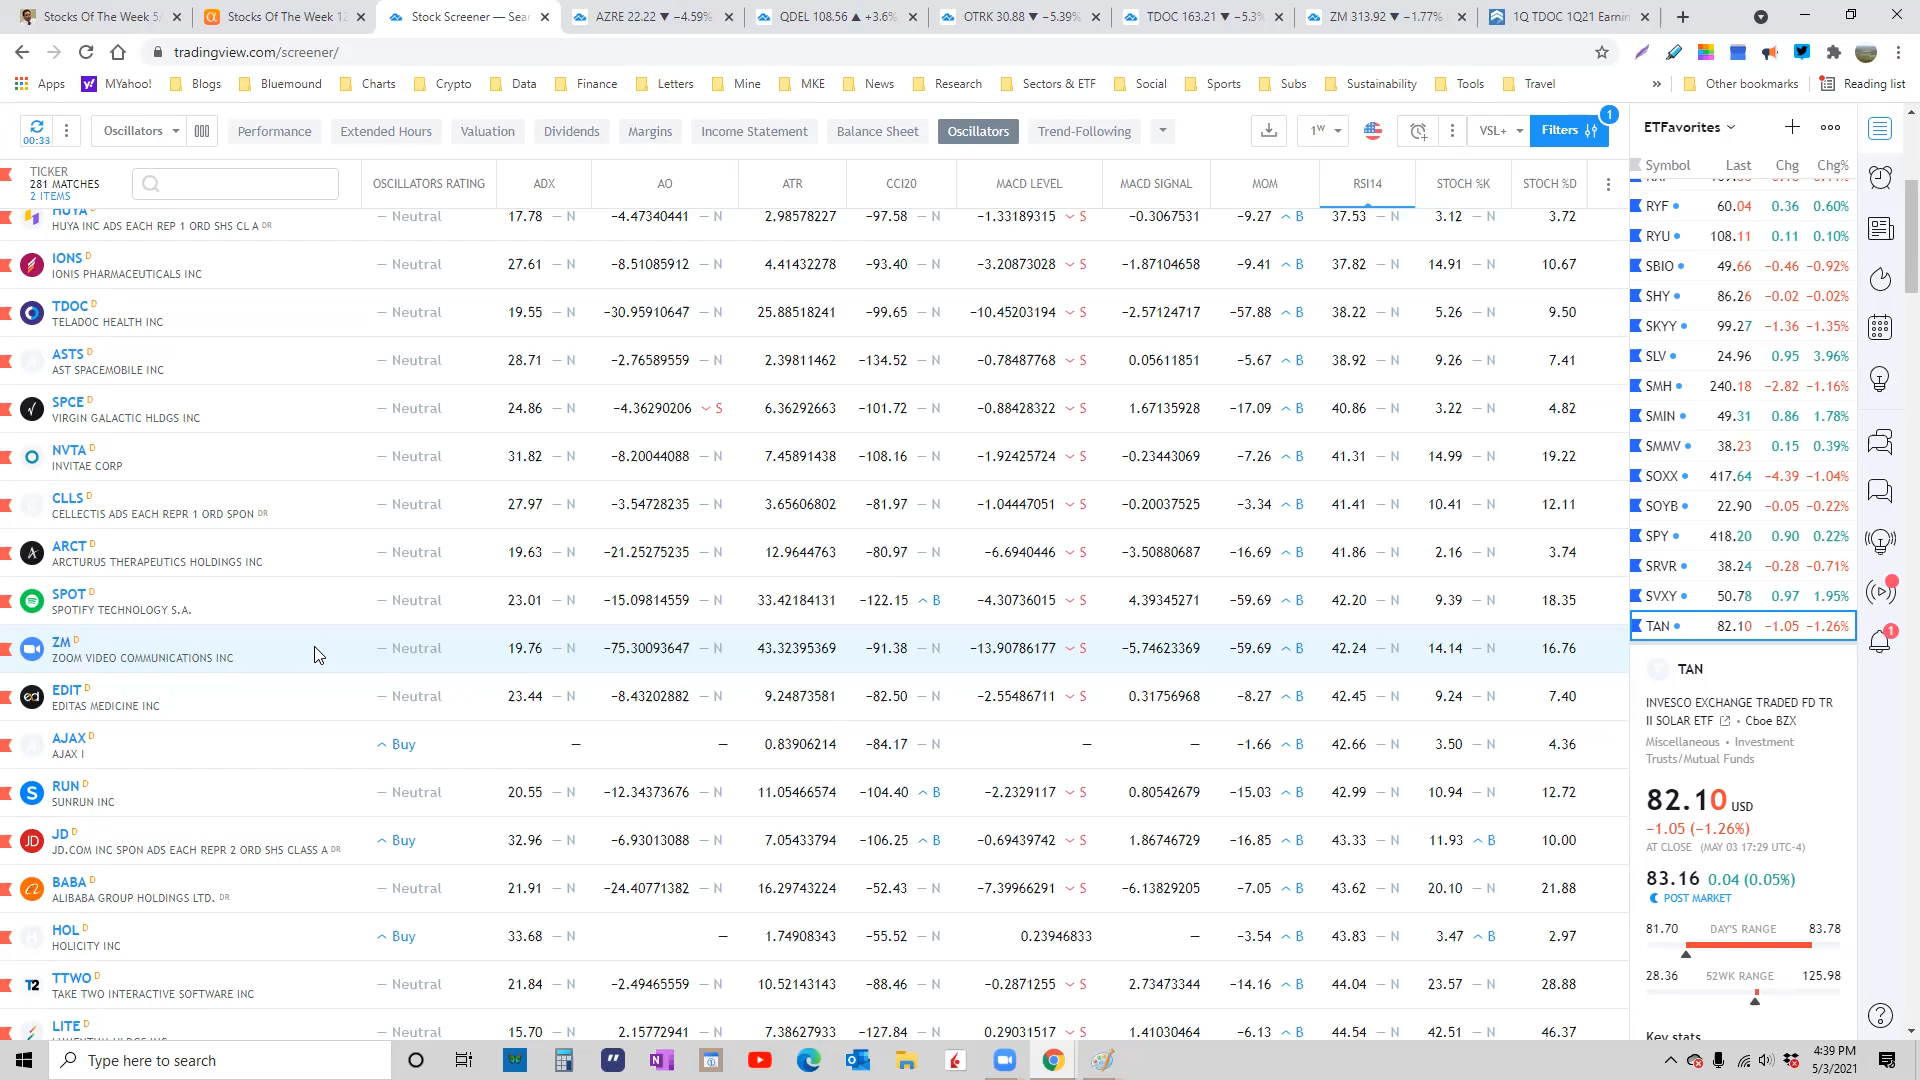 Stocks Of The Week 5/
Stocks Of The Week 12
Stock Screener — Sear
AZRE 22.22 ▼ −4.59%
QDEL 108.56 ▲ +3.6%
OTRK 30.88 ▼ −5.39%
TDOC 163.21 ▼ −5.3%
ZM 313.92 ▼ −1.77%
1Q TDOC 1Q21 Earnin
tradingview.com/screener/
Apps MYahoo! Blogs Bluemound Charts Crypto Data Finance Letters Mine MKE News Research Sectors & ETF Social Sports Subs Sustainability Tools Travel » Other bookmarks Reading list
00:33 Oscillators Performance Extended Hours Valuation Dividends Margins Income Statement Balance Sheet Oscillators Trend-Following 1W VSL+ Filters 1
TICKER
281 MATCHES
2 ITEMS
OSCILLATORS RATING ADX AO ATR CCI20 MACD LEVEL MACD SIGNAL MOM RSI14 STOCH %K STOCH %D
HUYA D — Neutral 17.78 — N −4.47340441 — N 2.98578227 −97.58 — N −1.33189315 S −0.3067531 −9.27 B 37.53 — N 3.12 — N 3.72
HUYA INC ADS EACH REP 1 ORD SHS CL A DR
IONS D — Neutral 27.61 — N −8.51085912 — N 4.41432278 −93.40 — N −3.20873028 S −1.87104658 −9.41 B 37.82 — N 14.91 — N 10.67
IONIS PHARMACEUTICALS INC
TDOC D — Neutral 19.55 — N −30.95910647 — N 25.88518241 −99.65 — N −10.45203194 S −2.57124717 −57.88 B 38.22 — N 5.26 — N 9.50
TELADOC HEALTH INC
ASTS D — Neutral 28.71 — N −2.76589559 — N 2.39811462 −134.52 — N −0.78487768 S 0.05611851 −5.67 B 38.92 — N 9.26 — N 7.41
AST SPACEMOBILE INC
SPCE D — Neutral 24.86 — N −4.36290206 S 6.36292663 −101.72 — N −0.88428322 S 1.67135928 −17.09 B 40.86 — N 3.22 — N 4.82
VIRGIN GALACTIC HLDGS INC
NVTA D — Neutral 31.82 — N −8.20044088 — N 7.45891438 −108.16 — N −1.92425724 S −0.23443069 −7.26 B 41.31 — N 14.99 — N 19.22
INVITAE CORP
CLLS D — Neutral 27.97 — N −3.54728235 — N 3.65606802 −81.97 — N −1.04447051 S −0.20037525 −3.34 B 41.41 — N 10.41 — N 12.11
CELLECTIS ADS EACH REPR 1 ORD SPON DR
ARCT D — Neutral 19.63 — N −21.25275235 — N 12.9644763 −80.97 — N −6.6940446 S −3.50880687 −16.69 B 41.86 — N 2.16 — N 3.74
ARCTURUS THERAPEUTICS HOLDINGS INC
SPOT D — Neutral 23.01 — N −15.09814559 — N 33.42184131 −122.15 B −4.30736015 S 4.39345271 −59.69 B 42.20 — N 9.39 — N 18.35
SPOTIFY TECHNOLOGY S.A.
ZM D — Neutral 19.76 — N −75.30093647 — N 43.32395369 −91.38 — N −13.90786177 S −5.74623369 −59.69 B 42.24 — N 14.14 — N 16.76
ZOOM VIDEO COMMUNICATIONS INC
EDIT D — Neutral 23.44 — N −8.43202882 — N 9.24873581 −82.50 — N −2.55486711 S 0.31756968 −8.27 B 42.45 — N 9.24 — N 7.40
EDITAS MEDICINE INC
AJAX D Buy — — 0.83906214 −84.17 — N — — −1.66 B 42.66 — N 3.50 — N 4.36
AJAX I
RUN D — Neutral 20.55 — N −12.34373676 — N 11.05466574 −104.40 B −2.2329117 S 0.80542679 −15.03 B 42.99 — N 10.94 — N 12.72
SUNRUN INC
JD D Buy 32.96 — N −6.93013088 — N 7.05433794 −106.25 B −0.69439742 S 1.86746729 −16.85 B 43.33 — N 11.93 B 10.00
JD.COM INC SPON ADS EACH REPR 2 ORD SHS CLASS A DR
BABA D — Neutral 21.91 — N −24.40771382 — N 16.29743224 −52.43 — N −7.39966291 S −6.13829205 −7.05 B 43.62 — N 20.10 — N 21.88
ALIBABA GROUP HOLDINGS LTD. DR
HOL D Buy 33.68 — N — 1.74908343 −55.52 — N 0.23946833 — −3.54 B 43.83 — N 3.47 B 2.97
HOLICITY INC
TTWO D — Neutral 21.84 — N −2.49465559 — N 10.52143143 −88.46 — N −0.2871255 S 2.73473344 −14.16 B 44.04 — N 23.57 — N 28.88
TAKE TWO INTERACTIVE SOFTWARE INC
LITE D — Neutral 15.70 — N 2.15772941 — N 7.38627933 −127.84 — N 0.29031517 S 1.41043464 −6.13 B 44.54 — N 42.51 — N 46.37
ETFavorites
Symbol Last Chg Chg%
RYF 60.04 0.36 0.60%
RYU 108.11 0.11 0.10%
SBIO 49.66 −0.46 −0.92%
SHY 86.26 −0.02 −0.02%
SKYY 99.27 −1.36 −1.35%
SLV 24.96 0.95 3.96%
SMH 240.18 −2.82 −1.16%
SMIN 49.31 0.86 1.78%
SMMV 38.23 0.15 0.39%
SOXX 417.64 −4.39 −1.04%
SOYB 22.90 −0.05 −0.22%
SPY 418.20 0.90 0.22%
SRVR 38.24 −0.28 −0.71%
SVXY 50.78 0.97 1.95%
TAN 82.10 −1.05 −1.26%
TAN
INVESCO EXCHANGE TRADED FD TR
II SOLAR ETF • Cboe BZX
Miscellaneous • Investment
Trusts/Mutual Funds
82.10 USD
−1.05 (−1.26%)
AT CLOSE (MAY 03 17:29 UTC-4)
83.16 0.04 (0.05%)
POST MARKET
81.70 DAY'S RANGE 83.78
28.36 52WK RANGE 125.98
Key stats
1
Type here to search
4:39 PM
5/3/2021